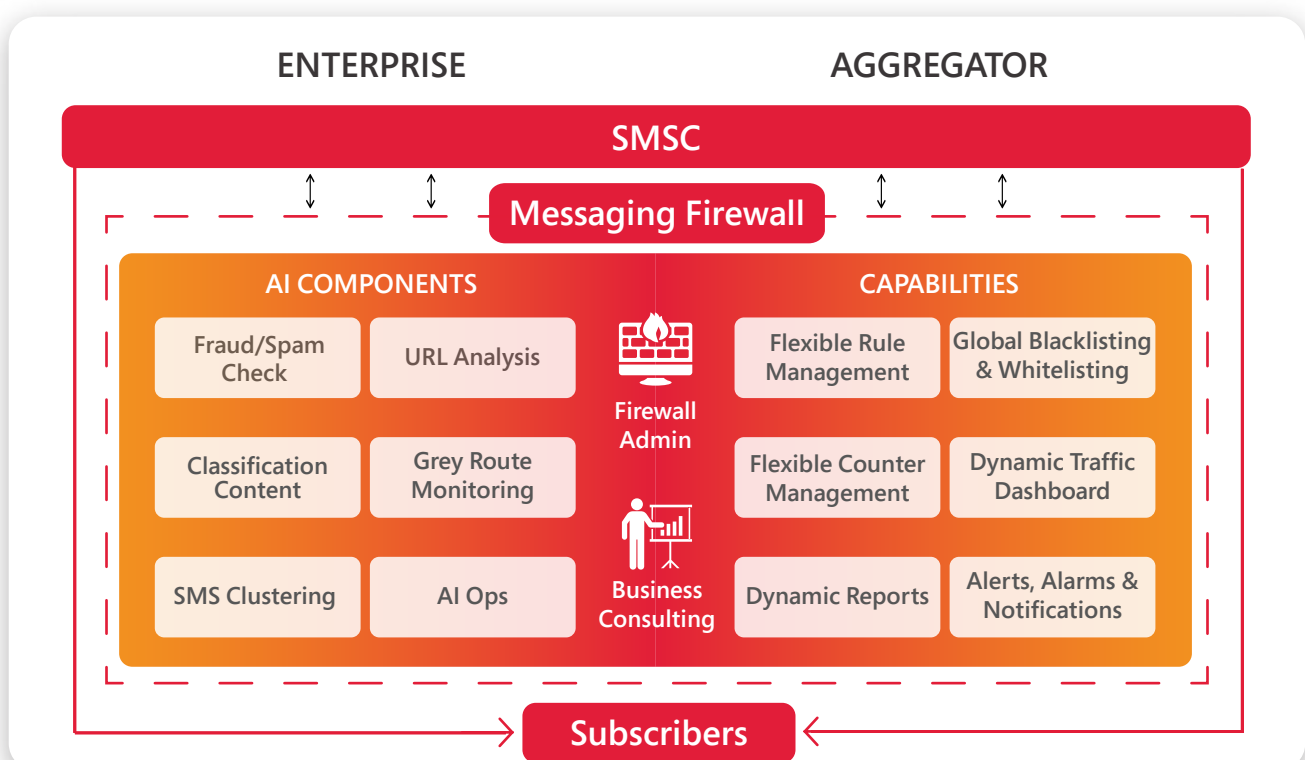 ENTERPRISE
AGGREGATOR
SMSC
Messaging Firewall
AI COMPONENTS
Fraud/Spam
Check
URL Analysis
Classification
Content
Grey Route
Monitoring
SMS Clustering
AI Ops
Firewall
Admin
Business
Consulting
CAPABILITIES
Flexible Rule
Management
Global Blacklisting
& Whitelisting
Flexible Counter
Management
Dynamic Traffic
Dashboard
Dynamic Reports
Alerts, Alarms &
Notifications
Subscribers